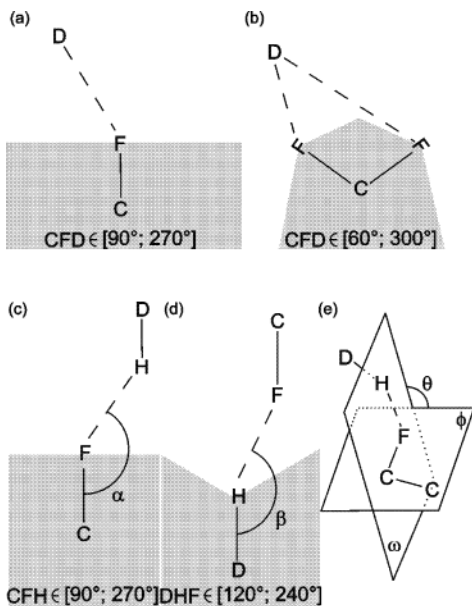 (a)
D
F
C
CFD ∈ [90°; 270°]
(b)
D
F
F
C
CFD ∈ [60°; 300°]
(c)
D
H
F
α
C
CFH ∈ [90°; 270°]
(d)
C
F
H
β
D
DHF ∈ [120°; 240°]
(e)
D
H
θ
ϕ
F
C
C
ω